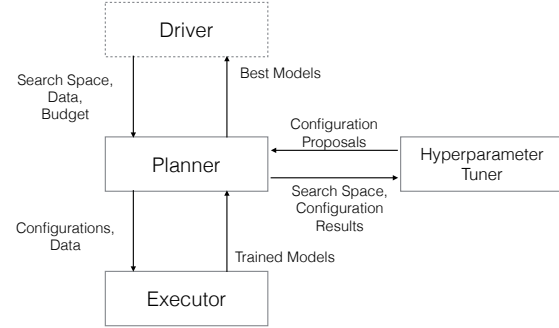 Driver
Search Space,
Data,
Budget
Best Models
Configuration
Proposals
Planner
Hyperparameter
Tuner
Search Space,
Configuration
Results
Configurations,
Data
Trained Models
Executor